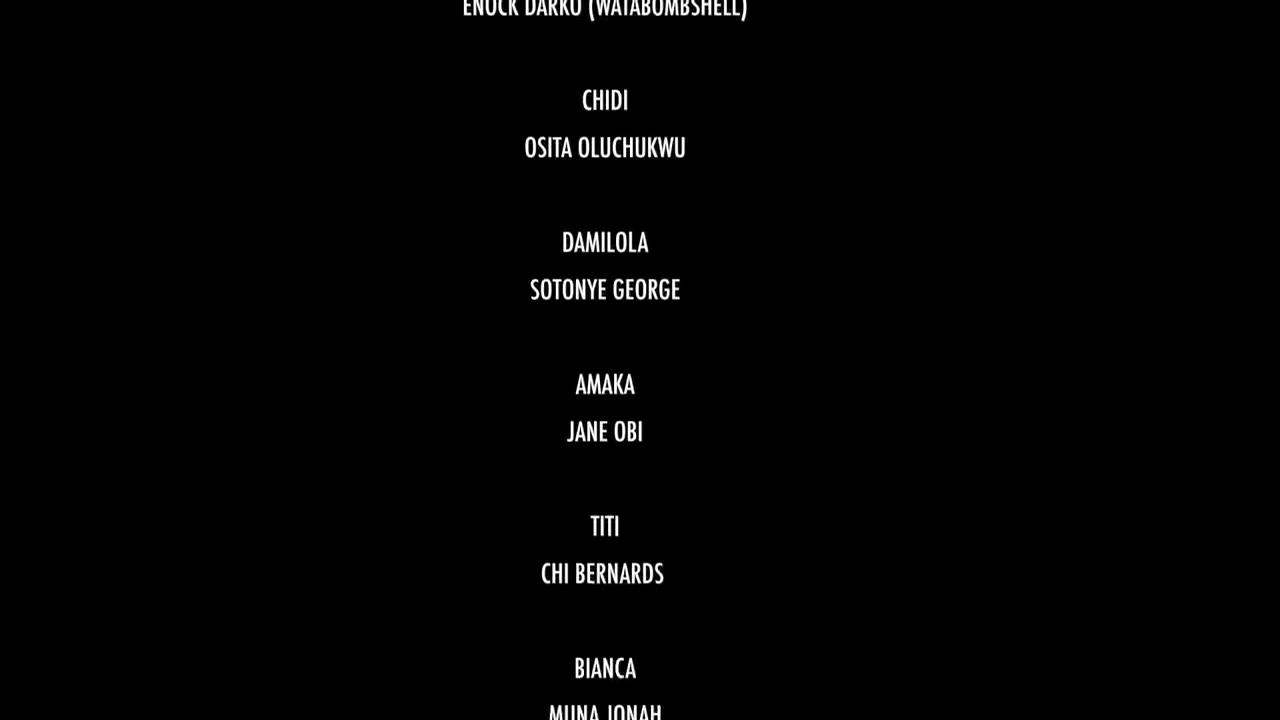 ENOCK DARKO (WATABOMBSHELL)
CHIDI
OSITA OLUCHUKWU
DAMILOLA
SOTONYE GEORGE
AMAKA
JANE OBI
TITI
CHI BERNARDS
BIANCA
MUNA JONAH